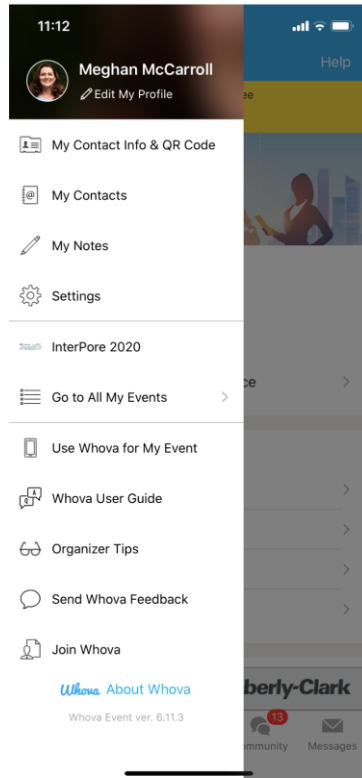 11:12
Meghan McCarroll
Edit My Profile
Help
ee
My Contact Info & QR Code
@
My Contacts
My Notes
Settings
InterPore 2020
ce
Go to All My Events
Use Whova for My Event
Q A
Whova User Guide
Organizer Tips
Send Whova Feedback
Join Whova
Whova About Whova
berly-Clark
Whova Event ver. 6.11.3
13
mmunity
Messages